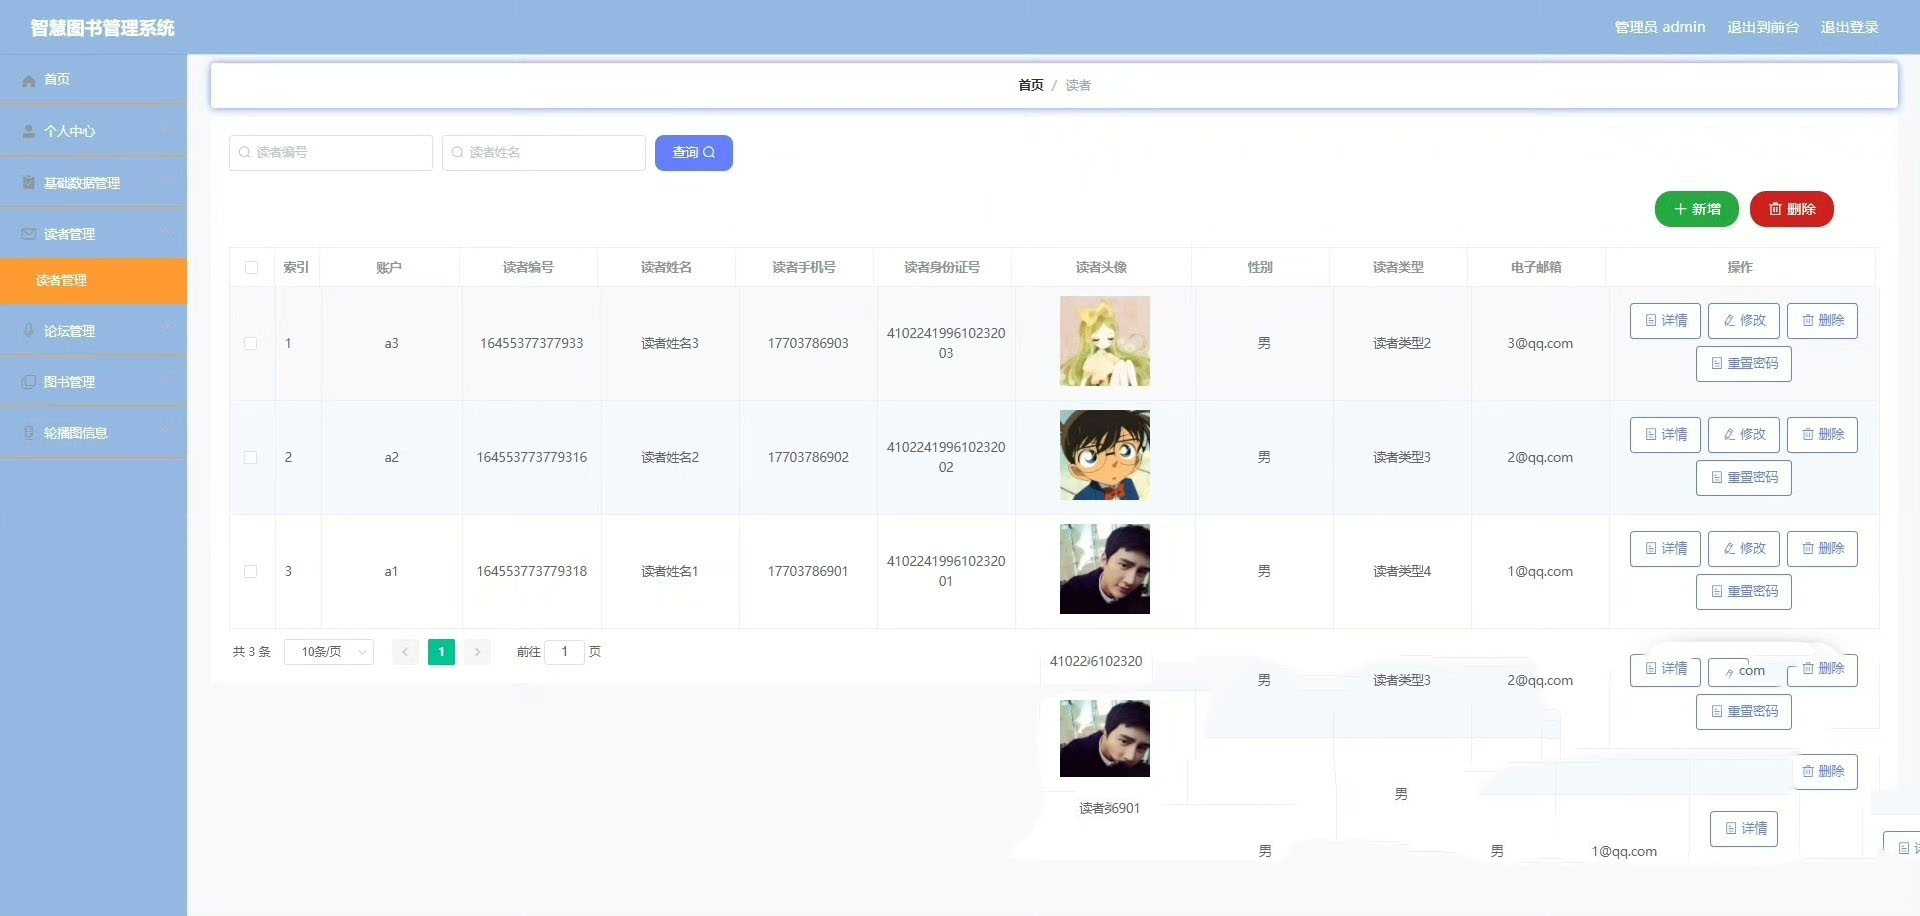 智慧图书管理系统
管理员 admin 退出到前台 退出登录
首页
个人中心
基础数据管理
读者管理
读者管理
论坛管理
图书管理
轮播图信息
首页 / 读者
读者编号 读者姓名 查询
新增 删除
索引 账户 读者编号 读者姓名 读者手机号 读者身份证号 读者头像 性别 读者类型 电子邮箱 操作
1 a3 16455377377933 读者姓名3 17703786903 4102241996102320 男 读者类型2 3@qq.com 详情 修改 删除
03 重置密码
2 a2 164553773779316 读者姓名2 17703786902 4102241996102320 男 读者类型3 2@qq.com 详情 修改 删除
02 重置密码
3 a1 164553773779318 读者姓名1 17703786901 4102241996102320 男 读者类型4 1@qq.com 详情 修改 删除
01 重置密码
共 3 条 10条/页 1 前往 1 页
男 读者类型3 2@qq.com 详情 com 删除
重置密码
删除
男
6901
详情
男 男 1@qq.com